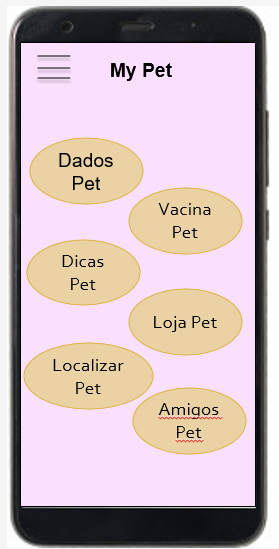 My Pet
Dados
Pet
Vacina
Pet
Dicas
Pet
Loja Pet
Localizar
Pet
Amigos
Pet